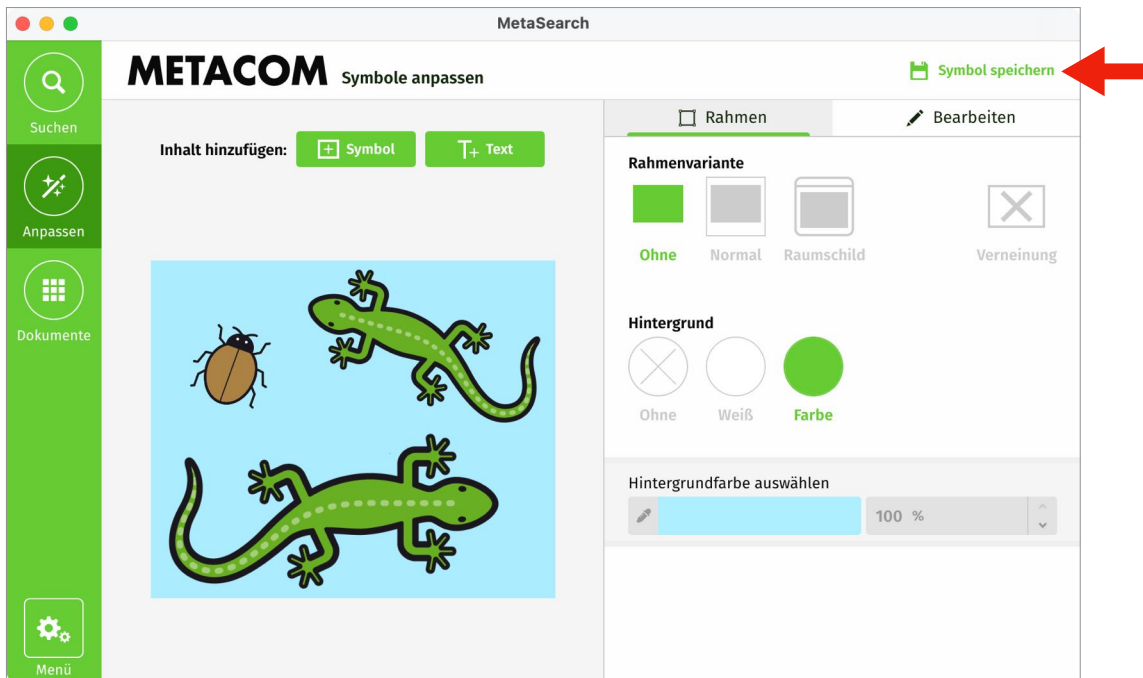 MetaSearch
Suchen
Anpassen
Dokumente
Menü
METACOM Symbole anpassen
Symbol speichern
Inhalt hinzufügen:
Symbol
T+ Text
Rahmen
Bearbeiten
Rahmenvariante
Ohne
Normal
Raumschild
Verneinung
Hintergrund
Ohne
Weiß
Farbe
Hintergrundfarbe auswählen
100 %